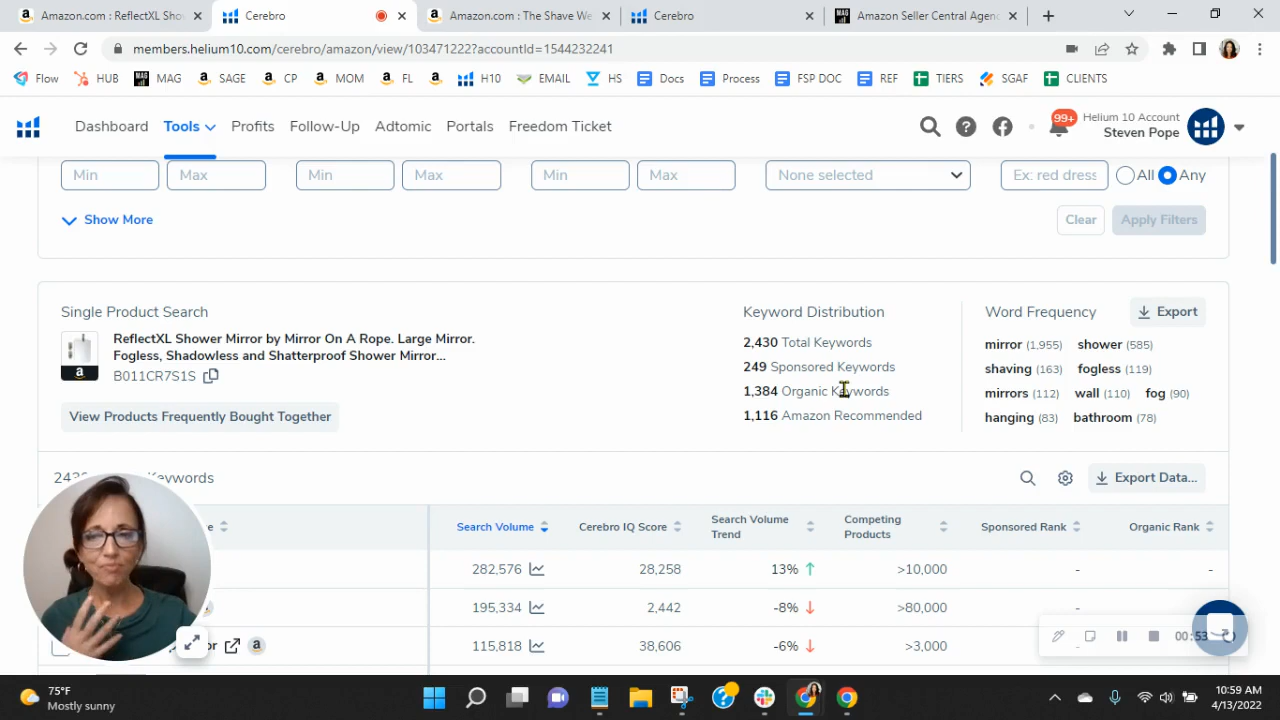 Amazon.com : ReflectXL Sho
Cerebro
Amazon.com : The Shave We
Cerebro
MAG
Amazon Seller Central Agen
members.helium10.com/cerebro/amazon/view/103471222?accountId=1544232241
Flow
HUB
MAG
SAGE
CP
MOM
FL
H10
EMAIL
HS
Docs
Process
FSP DOC
REF
TIERS
SGAF
CLIENTS
Dashboard
Tools
Profits
Follow-Up
Adtomic
Portals
Freedom Ticket
99+
Helium 10 Account
Steven Pope
Min
Max
Min
Max
Min
Max
None selected
Ex: red dress
All
Any
Show More
Clear
Apply Filters
Single Product Search
ReflectXL Shower Mirror by Mirror On A Rope. Large Mirror.
Fogless, Shadowless and Shatterproof Shower Mirror...
B011CR7S1S
View Products Frequently Bought Together
Keyword Distribution
2,430 Total Keywords
249 Sponsored Keywords
1,384 Organic Keywords
1,116 Amazon Recommended
Word Frequency
Export
mirror (1,955) shower (585)
shaving (163) fogless (119)
mirrors (112) wall (110) fog (90)
hanging (83) bathroom (78)
Keywords
Export Data...
Search Volume
Cerebro IQ Score
Search Volume
Trend
Competing
Products
Sponsored Rank
Organic Rank
282,576
28,258
13%
>10,000
-
-
195,334
2,442
-8%
>80,000
-
-
115,818
38,606
-6%
>3,000
-
00:53
75°F
Mostly sunny
10:59 AM
4/13/2022